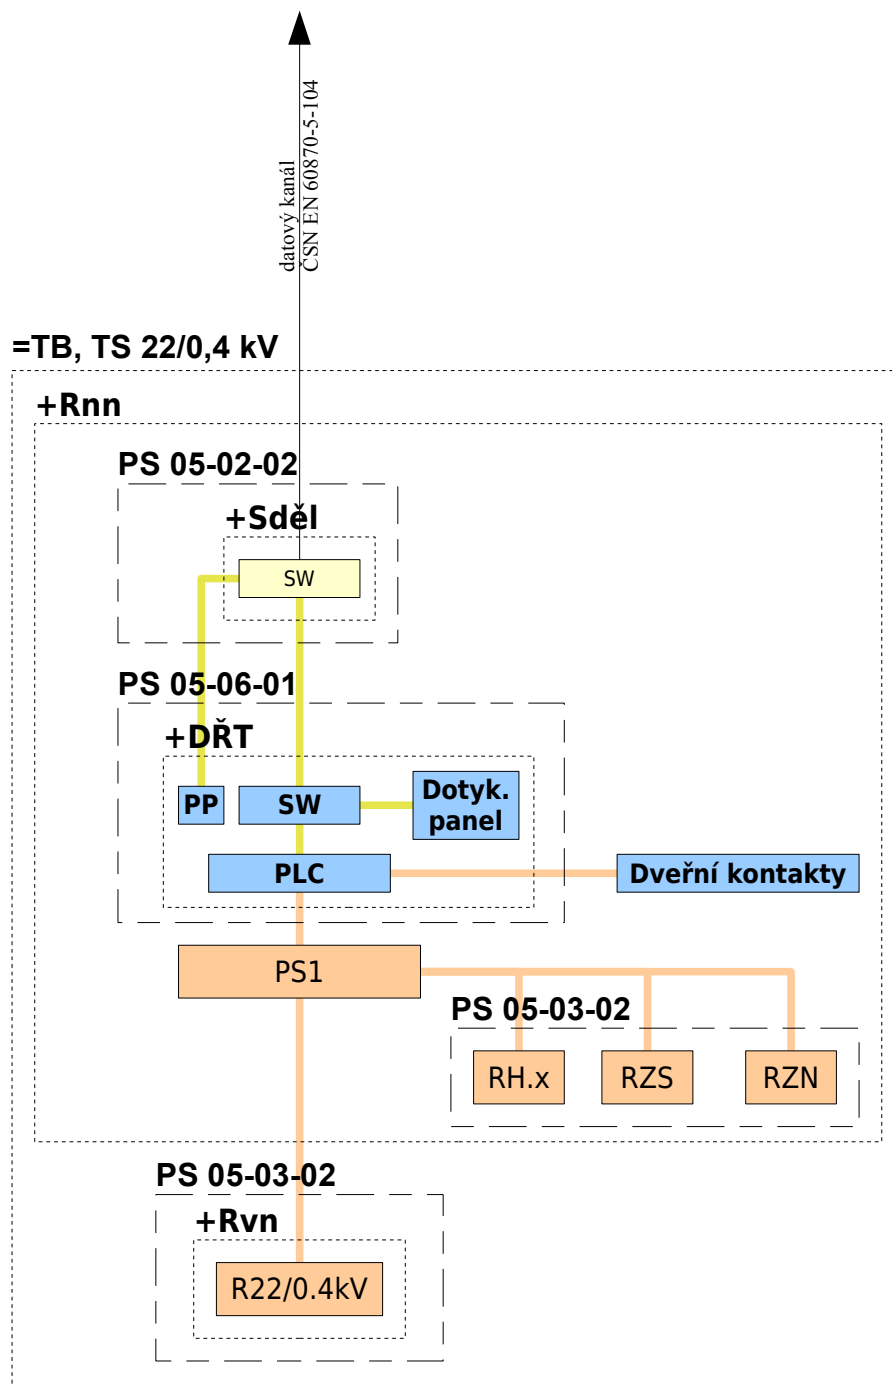 datový kanál
ČSN EN 60870-5-104
=TB, TS 22/0,4 kV
+Rnn
PS 05-02-02
+Sděl
SW
PS 05-06-01
+DŘT
PP
SW
Dotyk.
panel
PLC
Dveřní kontakty
PS1
PS 05-03-02
RH.x
RZS
RZN
PS 05-03-02
+Rvn
R22/0.4kV